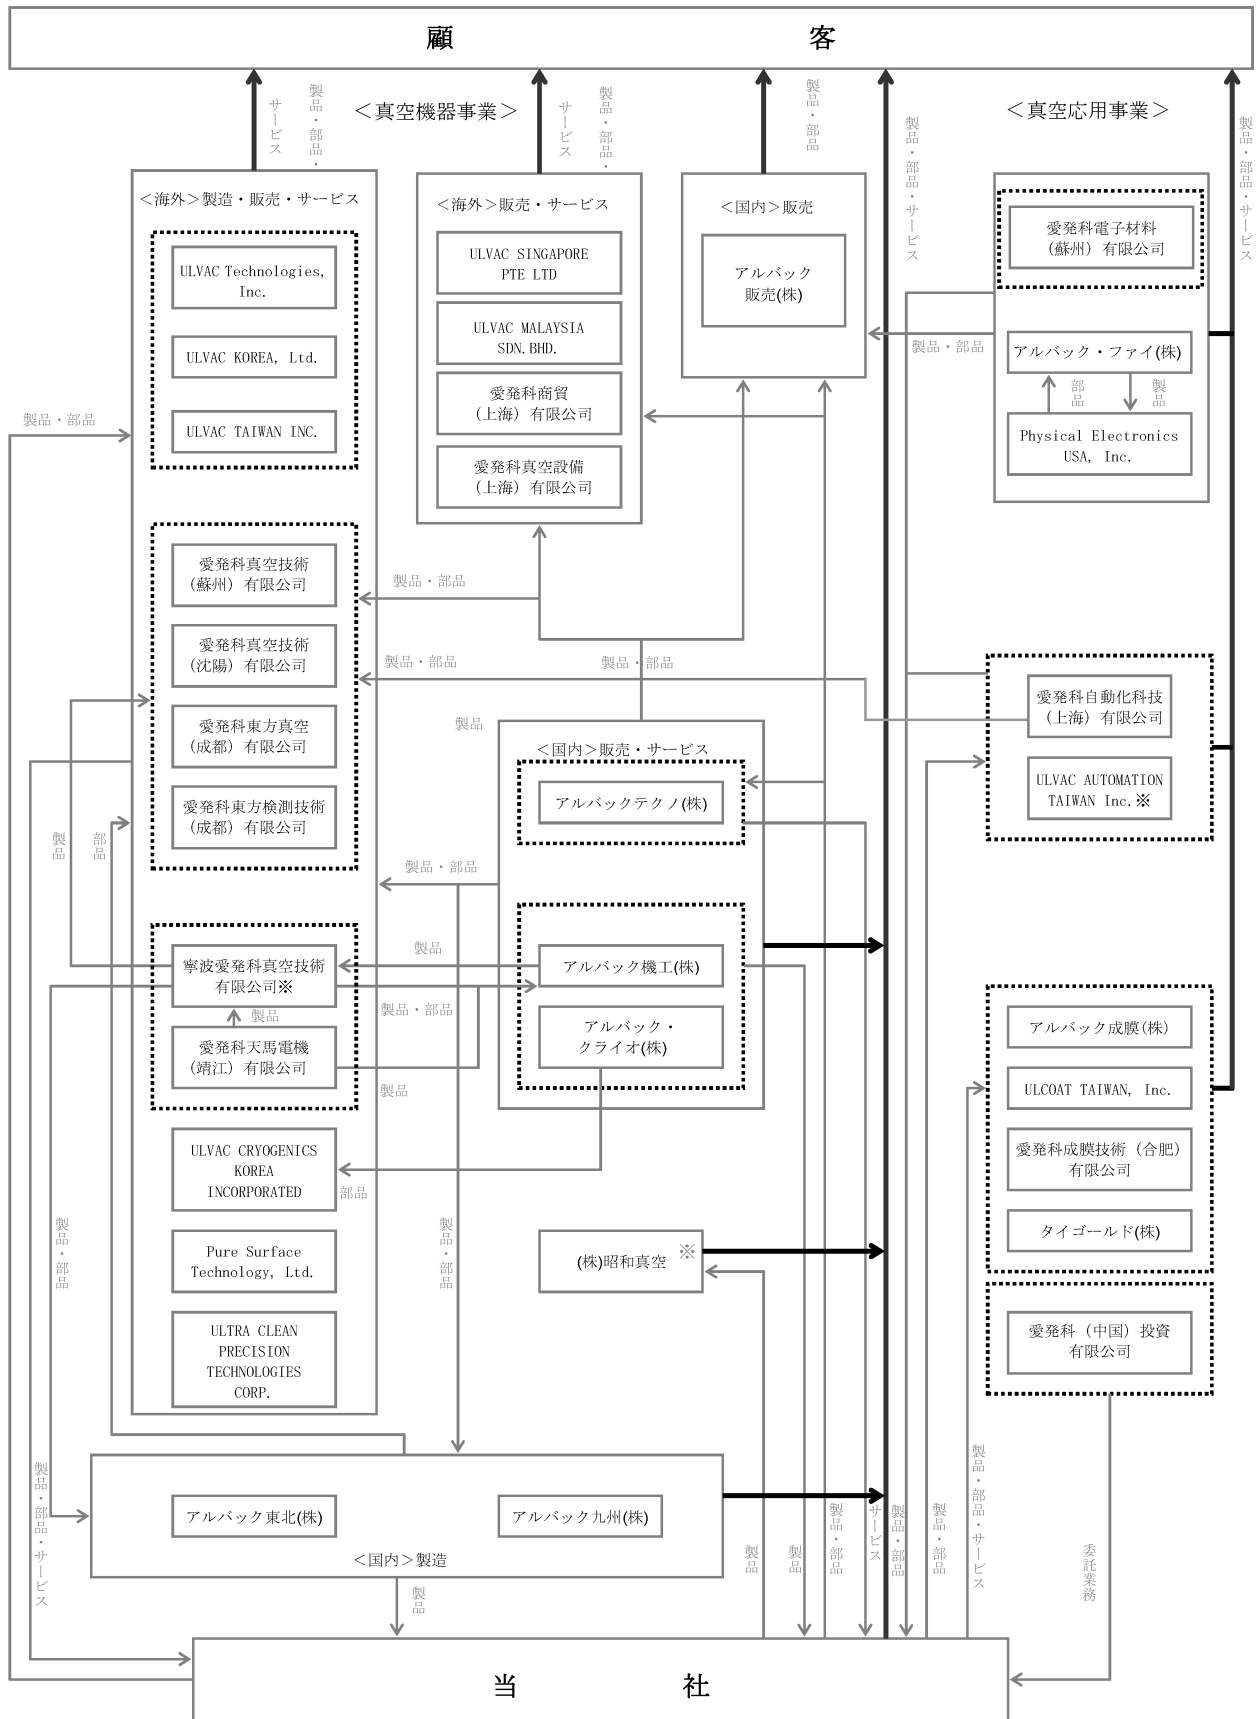 顧　客
＜真空機器事業＞
＜真空応用事業＞
製品・部品・
サービス
製品・部品・
サービス
製品・部品
製品・部品・サービス
製品・部品・サービス
＜海外＞製造・販売・サービス
ULVAC Technologies,
Inc.
ULVAC KOREA, Ltd.
ULVAC TAIWAN INC.
製品・部品
愛発科真空技術
（蘇州）有限公司
愛発科真空技術
（沈陽）有限公司
愛発科東方真空
（成都）有限公司
愛発科東方検測技術
（成都）有限公司
製品
部品
寧波愛発科真空技術
有限公司※
製品
愛発科天馬電機
（靖江）有限公司
ULVAC CRYOGENICS
KOREA
INCORPORATED
Pure Surface
Technology, Ltd.
ULTRA CLEAN
PRECISION
TECHNOLOGIES
CORP.
製品・部品
製品・部品・サービス
＜海外＞販売・サービス
ULVAC SINGAPORE
PTE LTD
ULVAC MALAYSIA
SDN.BHD.
愛発科商貿
（上海）有限公司
愛発科真空設備
（上海）有限公司
製品・部品
製品・部品
製品・部品
＜国内＞販売
アルバック
販売(株)
製品
＜国内＞販売・サービス
アルバックテクノ(株)
製品・部品
製品
アルバック機工(株)
製品・部品
アルバック・
クライオ(株)
製品
部品
製品・部品
(株)昭和真空　※
愛発科電子材料
（蘇州）有限公司
製品・部品
アルバック・ファイ(株)
部品
製品
Physical Electronics
USA, Inc.
愛発科自動化科技
（上海）有限公司
ULVAC AUTOMATION
TAIWAN Inc.※
アルバック成膜(株)
ULCOAT TAIWAN, Inc.
愛発科成膜技術（合肥）
有限公司
タイゴールド(株)
愛発科（中国）投資
有限公司
アルバック東北(株)
アルバック九州(株)
＜国内＞製造
製品
製品
製品
製品・部品
サービス
製品・部品
製品・部品
製品・部品・サービス
委託業務
当　社